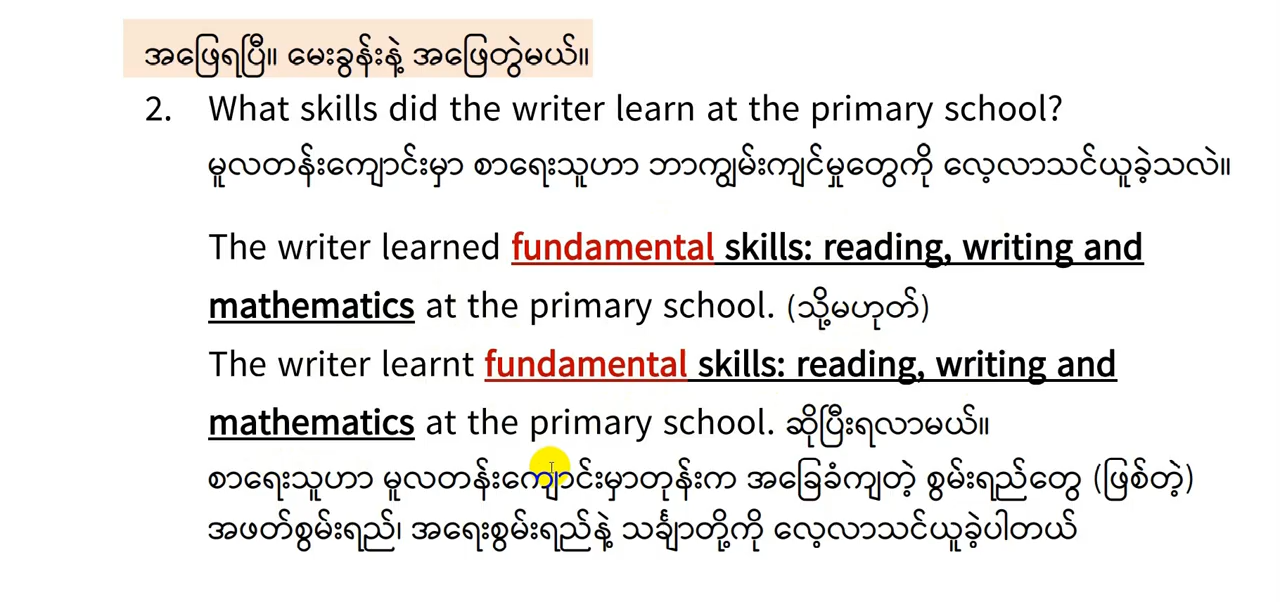 အဖြေရပြီ။ မေးခွန်းနဲ့ အဖြေတွဲမယ်။
2. What skills did the writer learn at the primary school?
မူလတန်းကျောင်းမှာ စာရေးသူဟာ ဘာကျွမ်းကျင်မှုတွေကို လေ့လာသင်ယူခဲ့သလဲ။
The writer learned fundamental skills: reading, writing and
mathematics at the primary school. (သို့မဟုတ်)
The writer learnt fundamental skills: reading, writing and
mathematics at the primary school. ဆိုပြီးရလာမယ်။
စာရေးသူဟာ မူလတန်းကျောင်းမှာတုန်းက အခြေခံကျတဲ့ စွမ်းရည်တွေ (ဖြစ်တဲ့)
အဖတ်စွမ်းရည်၊ အရေးစွမ်းရည်နဲ့ သင်္ချာတို့ကို လေ့လာသင်ယူခဲ့ပါတယ်